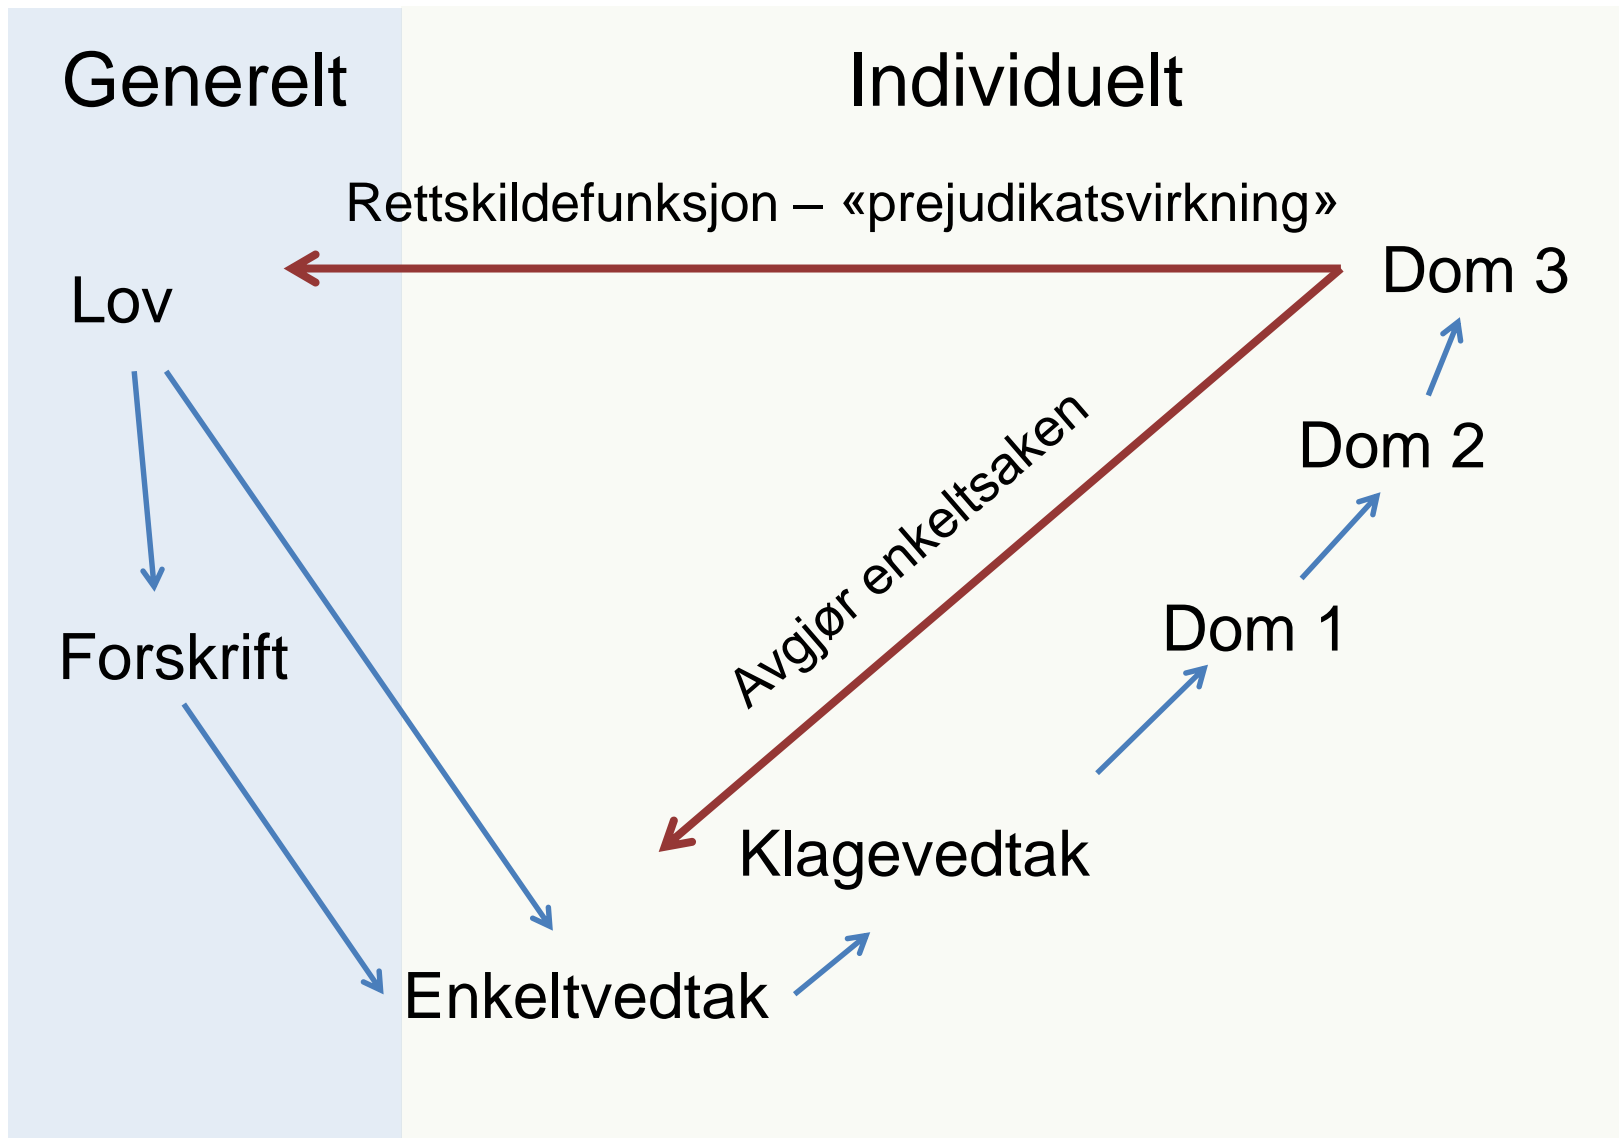 Generelt
Individuelt
Rettskildefunksjon – «prejudikatsvirkning»
Dom 3
Lov
Dom 2
Avgjør enkeltsaken
Dom 1
Forskrift
Klagevedtak
Enkeltvedtak